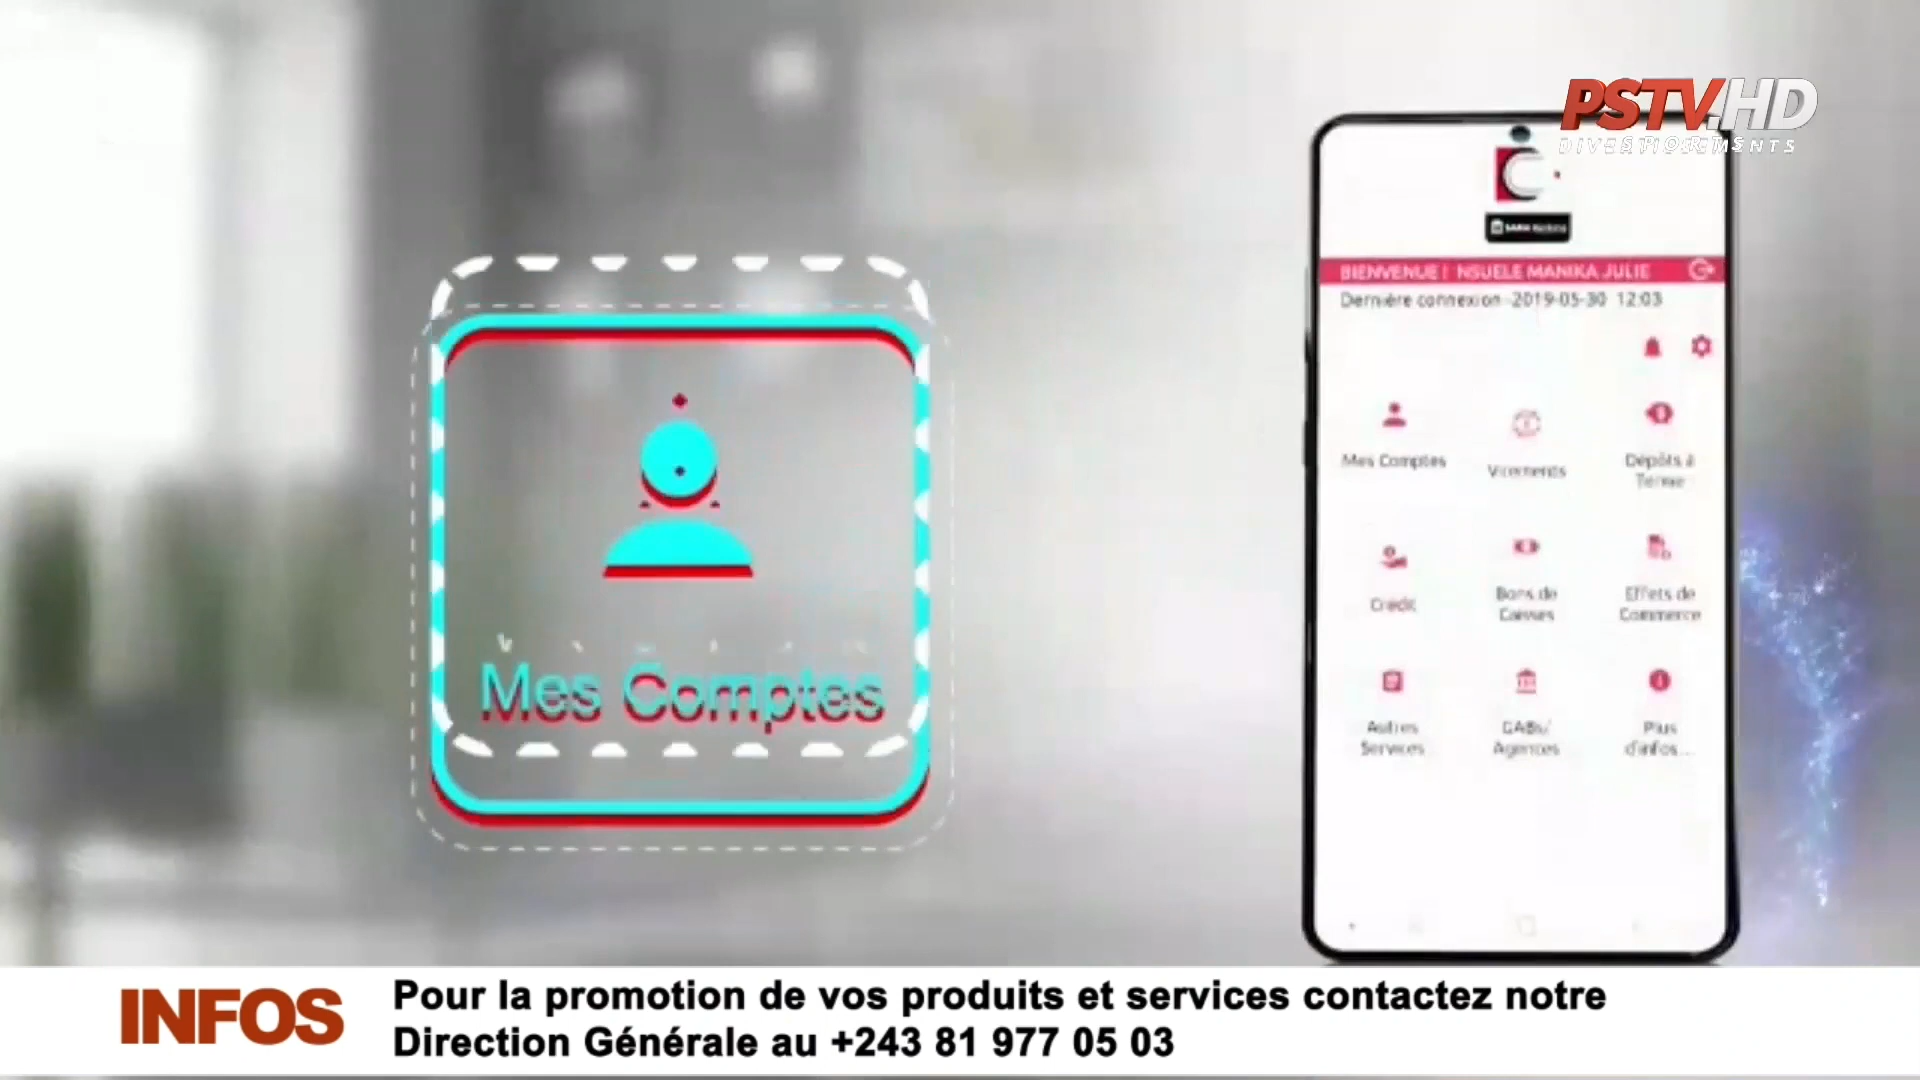 PSTV.HD
BIENVENUE ! NSUELE MANIKA JULIE
Dernière connexion -2019-05-30 12:03
Mes Comptes
Virements
Dépôts à
Terme
Crédit
Bons de
Caisses
Effets de
Commerce
Autres
Services
GABs/
Agences
Plus
d'infos...
Mes Comptes
INFOS
Pour la promotion de vos produits et services contactez notre
Direction Générale au +243 81 977 05 03